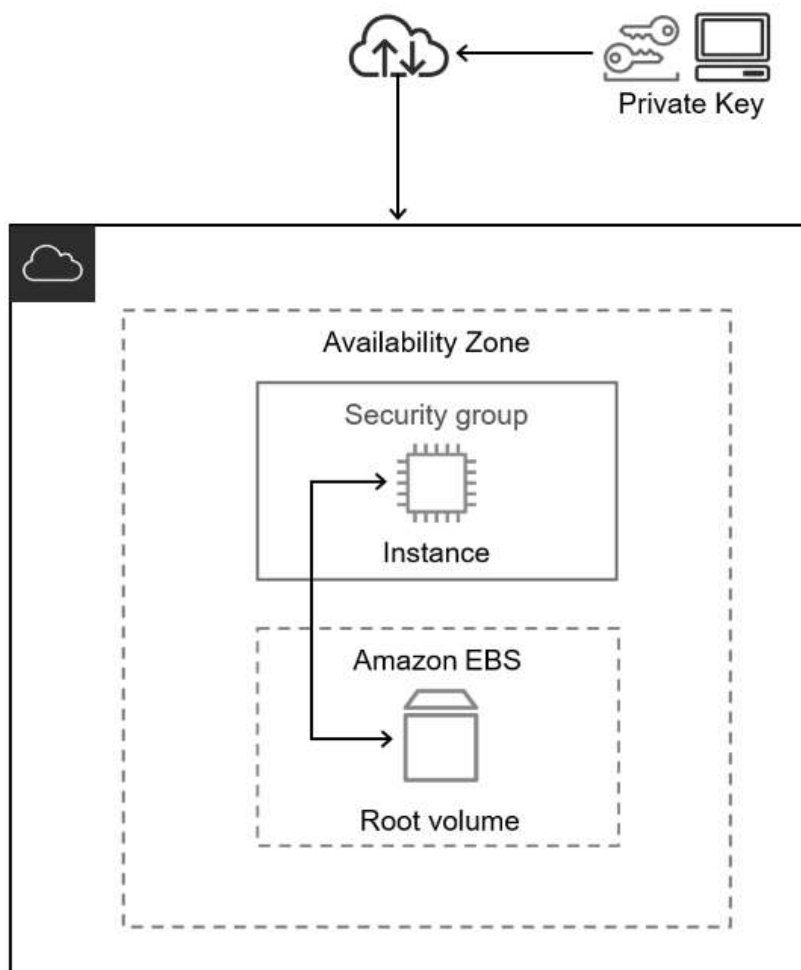 Private Key
Availability Zone
Security group
Instance
Amazon EBS
Root volume